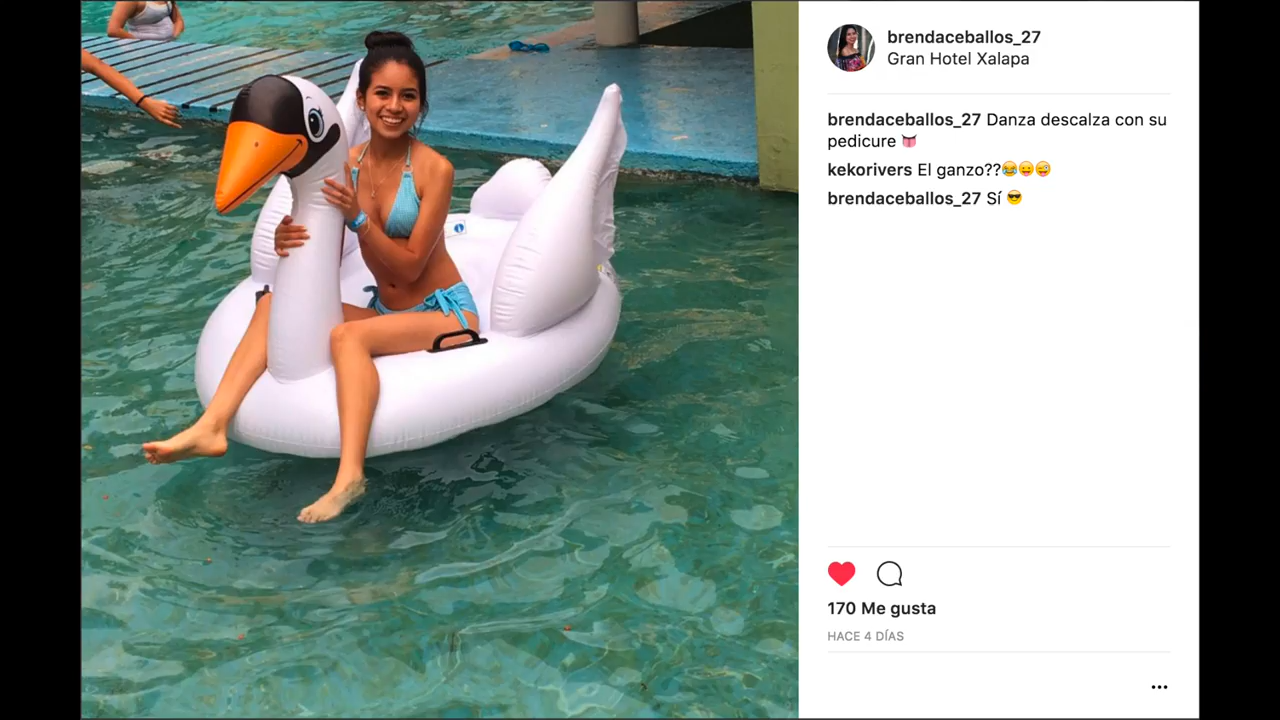 brendaceballos_27
Gran Hotel Xalapa
brendaceballos_27 Danza descalza con su
pedicure 👅
kekorivers El ganzo??😂😛😜
brendaceballos_27 Sí 😎
170 Me gusta
HACE 4 DÍAS